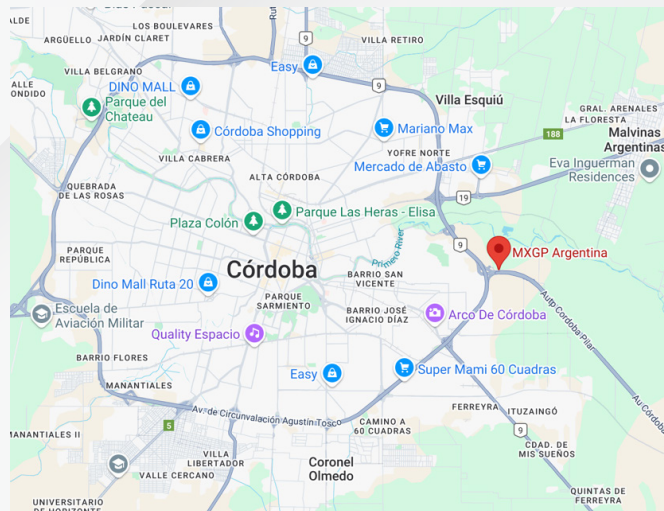 LOS BOULEVARES
ALDE
ARGÜELLO
JARDÍN CLARET
9
VILLA RETIRO
Easy
VILLA BELGRANO
DINO MALL
9
Villa Esquiú
Parque del
Chateau
GRAL. ARENALES
LA FLORESTA
Córdoba Shopping
Mariano Max
188
Malvinas
Argentinas
VILLA CABRERA
YOFRE NORTE
Mercado de Abasto
Eva Inguerman
Residences
ALTA CÓRDOBA
QUEBRADA
DE LAS ROSAS
19
Parque Las Heras - Elisa
Plaza Colón
Primero River
9
MXGP Argentina
PARQUE
REPÚBLICA
Córdoba
BARRIO SAN
VICENTE
Dino Mall Ruta 20
PARQUE
SARMIENTO
Autp Cordoba Pilar
Escuela de
Aviación Militar
BARRIO JOSÉ
IGNACIO DÍAZ
Arco De Córdoba
Quality Espacio
BARRIO FLORES
Easy
Super Mami 60 Cuadras
MANANTIALES
Au Córdoba
Av. de Circunvalación Agustín Tosco
FERREYRA
ITUZAINGÓ
5
CAMINO A
60 CUADRAS
9
MANANTIALES II
CDAD. DE
MIS SUEÑOS
VILLA
LIBERTADOR
Coronel
Olmedo
VALLE CERCANO
QUINTAS DE
FERREYRA
UNIVERSITARIO
DE HORIZONTE